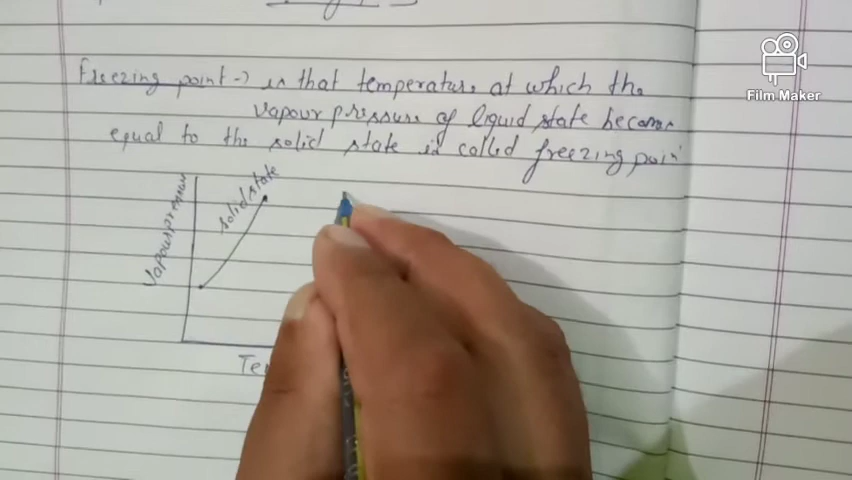 Film Maker
Freezing point → is that temperature at which the
vapour pressure of liquid state becomes
equal to the solid state is called freezing poin
solid state
Vapour pressure
Te